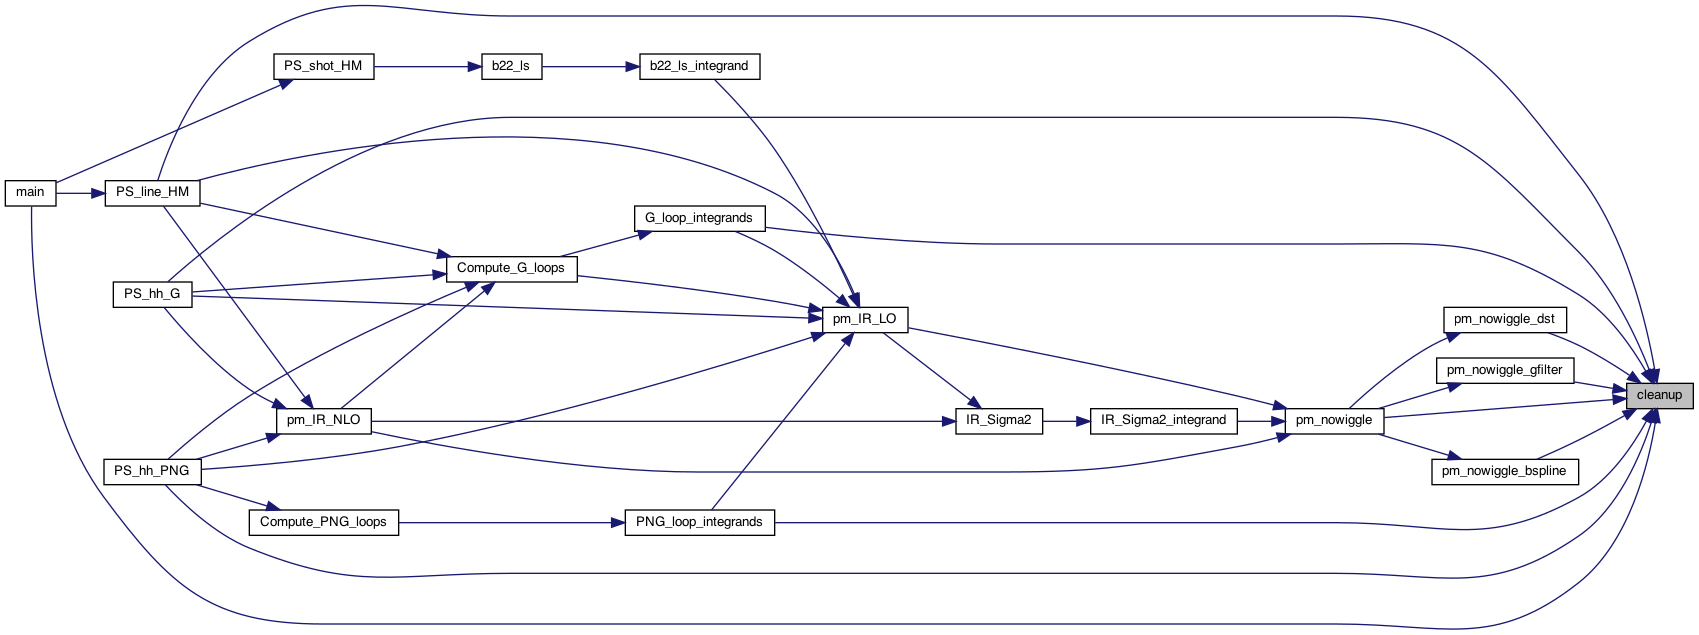 PS_shot_HM
b22_ls
b22_ls_integrand
main
PS_line_HM
G_loop_integrands
Compute_G_loops
PS_hh_G
pm_IR_LO
pm_nowiggle_dst
pm_nowiggle_gfilter
cleanup
pm_IR_NLO
IR_Sigma2
IR_Sigma2_integrand
pm_nowiggle
PS_hh_PNG
pm_nowiggle_bspline
Compute_PNG_loops
PNG_loop_integrands